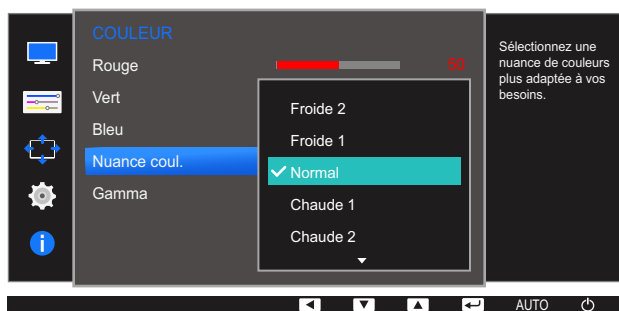 COULEUR
Rouge 50
Vert
Bleu
Nuance coul.
Gamma
Froide 2
Froide 1
Normal
Chaude 1
Chaude 2
Sélectionnez une
nuance de couleurs
plus adaptée à vos
besoins.
AUTO